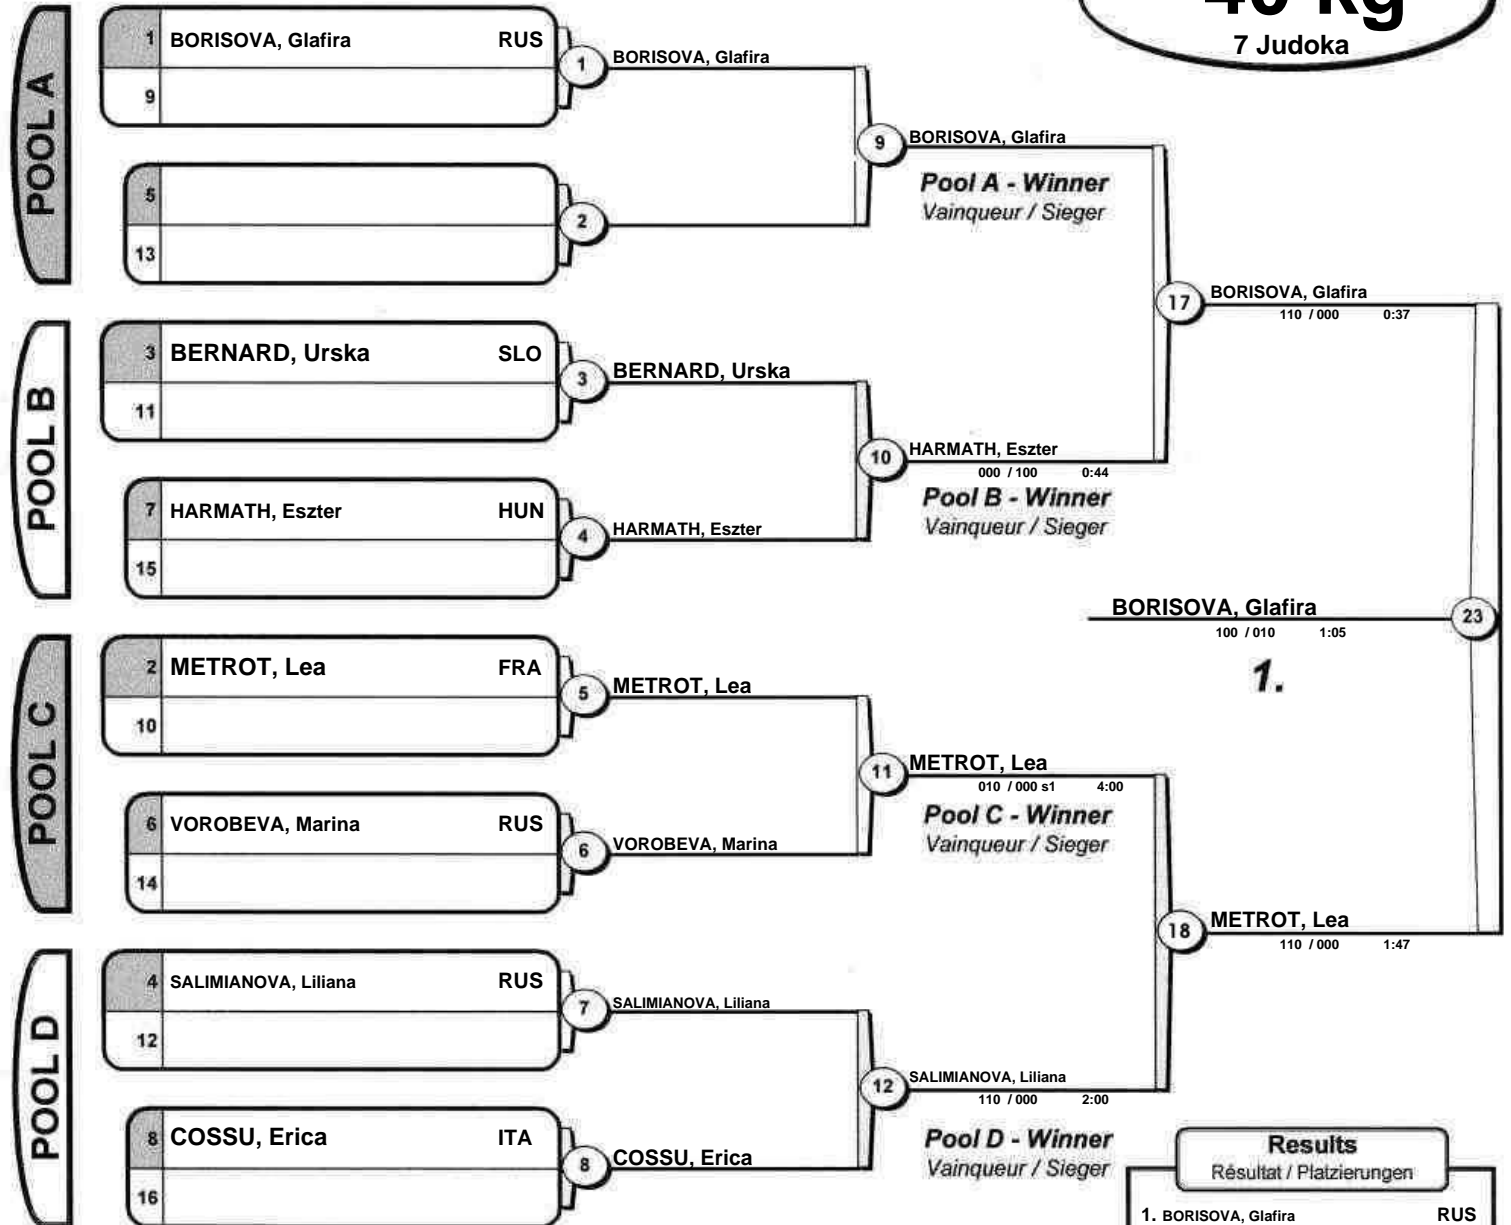 40 kg
7 Judoka
POOL A
1 BORISOVA, Glafira RUS
9
1 BORISOVA, Glafira
5
13
2
9 BORISOVA, Glafira
Pool A - Winner
Vainqueur / Sieger
POOL B
3 BERNARD, Urska SLO
11
3 BERNARD, Urska
7 HARMATH, Eszter HUN
15
4 HARMATH, Eszter
10 HARMATH, Eszter
000 / 100 0:44
Pool B - Winner
Vainqueur / Sieger
17 BORISOVA, Glafira
110 / 000 0:37
BORISOVA, Glafira 23
100 / 010 1:05
1.
POOL C
2 METROT, Lea FRA
10
5 METROT, Lea
6 VOROBEVA, Marina RUS
14
6 VOROBEVA, Marina
11 METROT, Lea
010 / 000 s1 4:00
Pool C - Winner
Vainqueur / Sieger
18 METROT, Lea
110 / 000 1:47
POOL D
4 SALIMIANOVA, Liliana RUS
12
7 SALIMIANOVA, Liliana
8 COSSU, Erica ITA
16
8 COSSU, Erica
12 SALIMIANOVA, Liliana
110 / 000 2:00
Pool D - Winner
Vainqueur / Sieger
Results
Résultat / Platzierungen
1. BORISOVA, Glafira RUS